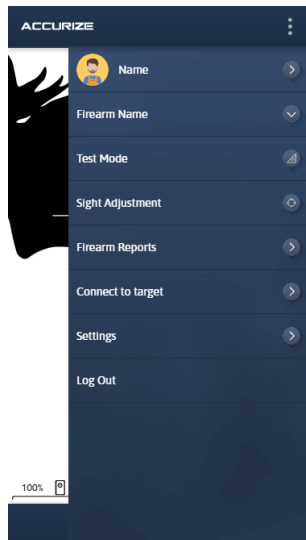 ACCURIZE
Name
Firearm Name
Test Mode
Sight Adjustment
Firearm Reports
Connect to target
Settings
Log Out
100%